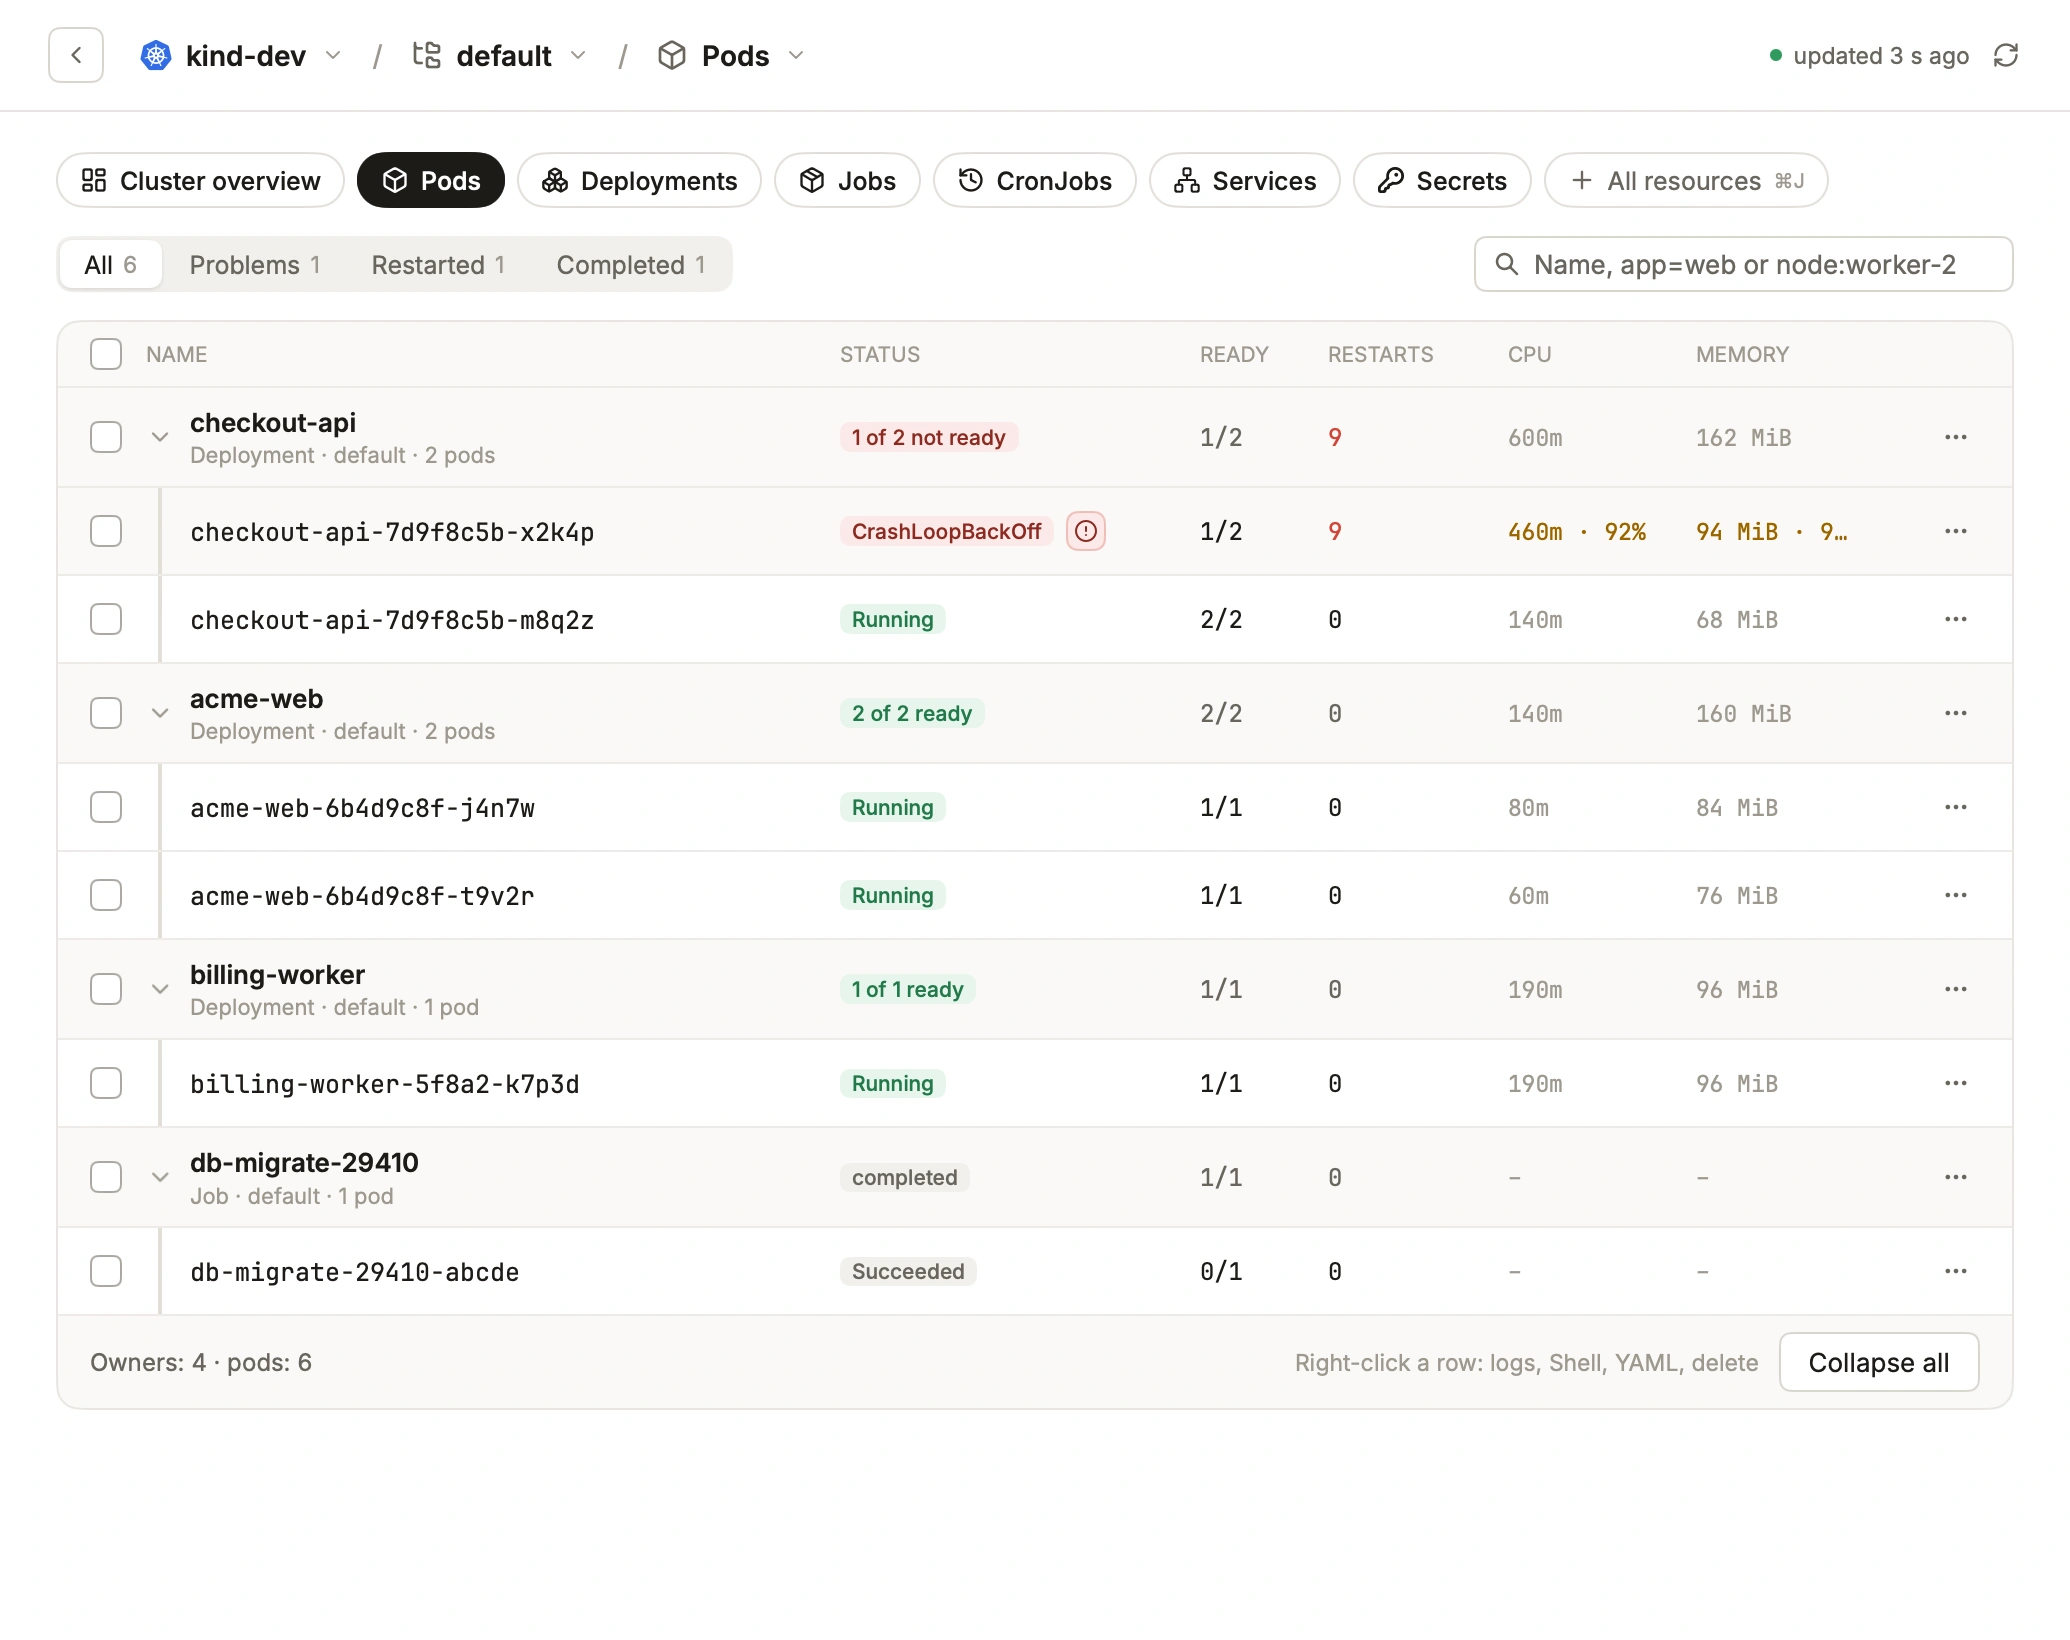 kind-dev / default / Pods updated 3 s ago
Cluster overview Pods Deployments Jobs CronJobs Services Secrets + All resources ⌘J
All 6 Problems 1 Restarted 1 Completed 1 Name, app=web or node:worker-2
NAME STATUS READY RESTARTS CPU MEMORY
checkout-api
Deployment · default · 2 pods
1 of 2 not ready 1/2 9 600m 162 MiB
checkout-api-7d9f8c5b-x2k4p CrashLoopBackOff 1/2 9 460m · 92% 94 MiB · 9…
checkout-api-7d9f8c5b-m8q2z Running 2/2 0 140m 68 MiB
acme-web
Deployment · default · 2 pods
2 of 2 ready 2/2 0 140m 160 MiB
acme-web-6b4d9c8f-j4n7w Running 1/1 0 80m 84 MiB
acme-web-6b4d9c8f-t9v2r Running 1/1 0 60m 76 MiB
billing-worker
Deployment · default · 1 pod
1 of 1 ready 1/1 0 190m 96 MiB
billing-worker-5f8a2-k7p3d Running 1/1 0 190m 96 MiB
db-migrate-29410
Job · default · 1 pod
completed 1/1 0 – –
db-migrate-29410-abcde Succeeded 0/1 0 – –
Owners: 4 · pods: 6 Right-click a row: logs, Shell, YAML, delete Collapse all